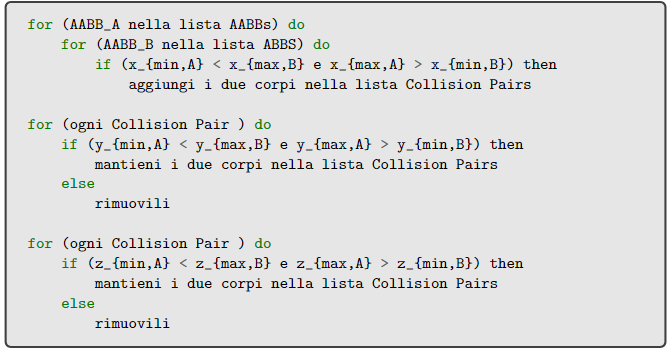 for (AABB_A nella lista AABBs) do
for (AABB_B nella lista ABBS) do
if (x_{min,A} < x_{max,B} e x_{max,A} > x_{min,B}) then
aggiungi i due corpi nella lista Collision Pairs
for (ogni Collision Pair ) do
if (y_{min,A} < y_{max,B} e y_{max,A} > y_{min,B}) then
mantieni i due corpi nella lista Collision Pairs
else
rimuovili
for (ogni Collision Pair ) do
if (z_{min,A} < z_{max,B} e z_{max,A} > z_{min,B}) then
mantieni i due corpi nella lista Collision Pairs
else
rimuovili